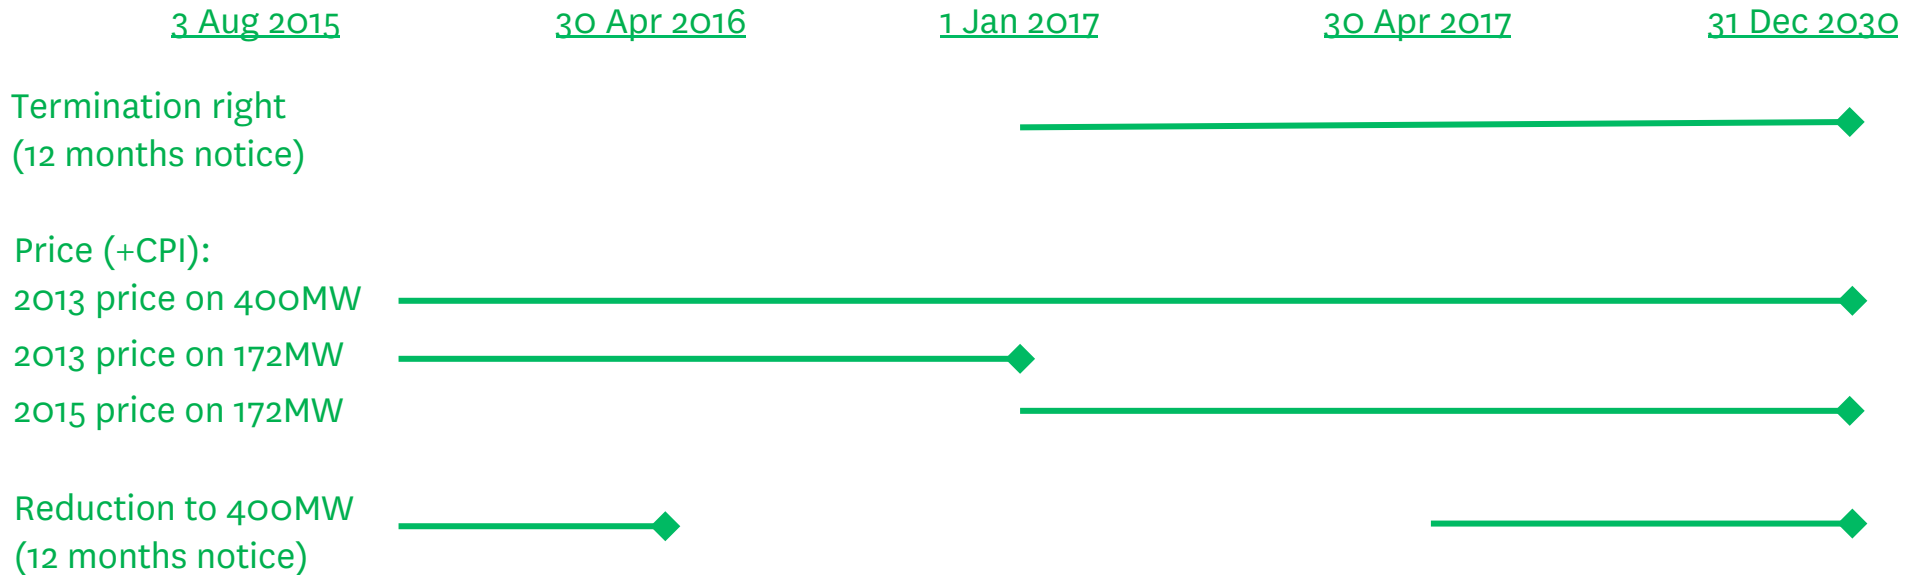 3 Aug 2015 30 Apr 2016 1 Jan 2017 30 Apr 2017 31 Dec 2030
Termination right
(12 months notice)
Price (+CPI):
2013 price on 400MW
2013 price on 172MW
2015 price on 172MW
Reduction to 400MW
(12 months notice)